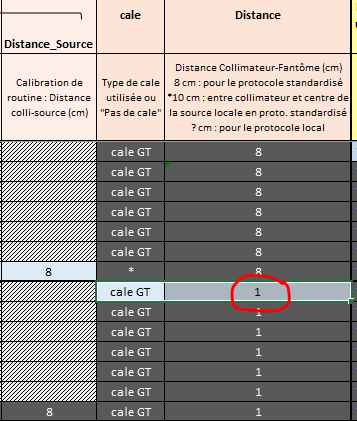 cale
Distance
Distance_Source
Calibration de
routine : Distance
colli-source (cm)
Type de cale
utilisée ou
"Pas de cale"
Distance Collimateur-Fantôme (cm)
8 cm : pour le protocole standardisé
*10 cm : entre collimateur et centre de
la source locale en proto. standardisé
? cm : pour le protocole local
cale GT 8
cale GT 8
cale GT 8
cale GT 8
cale GT 8
cale GT 8
8 * 8
cale GT 1
cale GT 1
cale GT 1
cale GT 1
cale GT 1
cale GT 1
8 cale GT 1